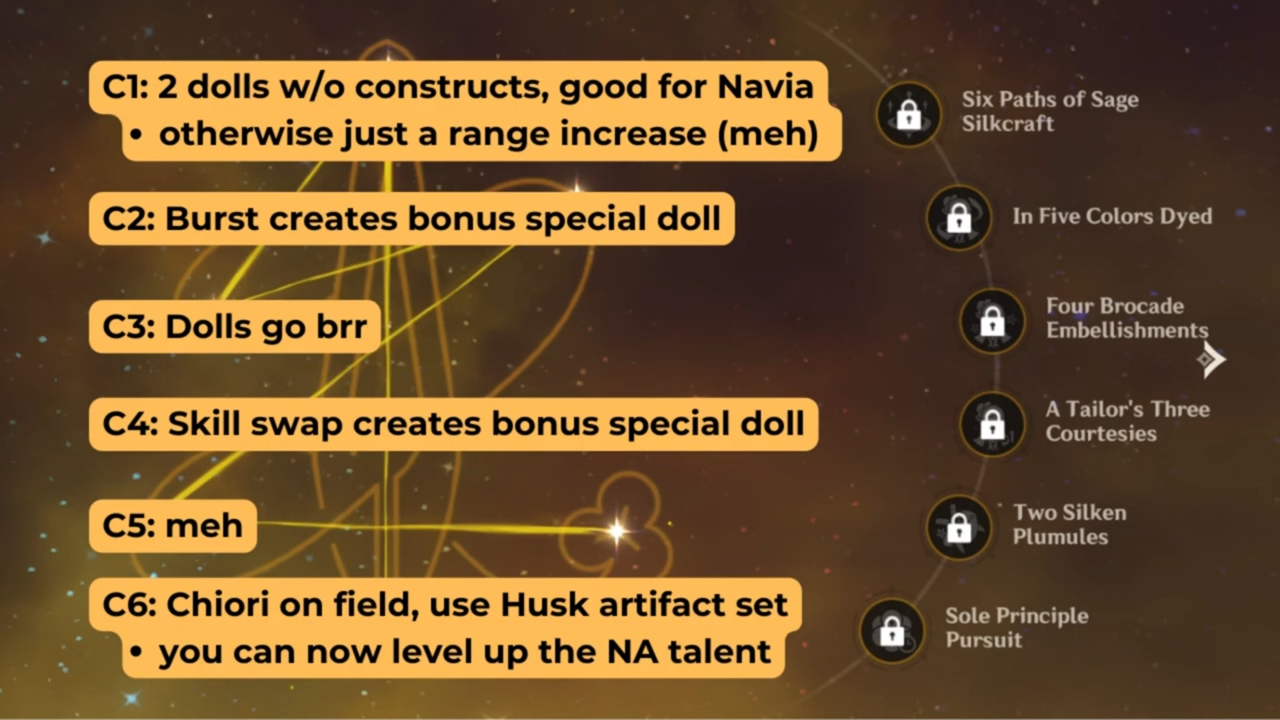 C1: 2 dolls w/o constructs, good for Navia
• otherwise just a range increase (meh)
Six Paths of Sage
Silkcraft
C2: Burst creates bonus special doll
In Five Colors Dyed
C3: Dolls go brr
Four Brocade
Embellishments
C4: Skill swap creates bonus special doll
A Tailor's Three
Courtesies
C5: meh
Two Silken
Plumules
C6: Chiori on field, use Husk artifact set
• you can now level up the NA talent
Sole Principle
Pursuit